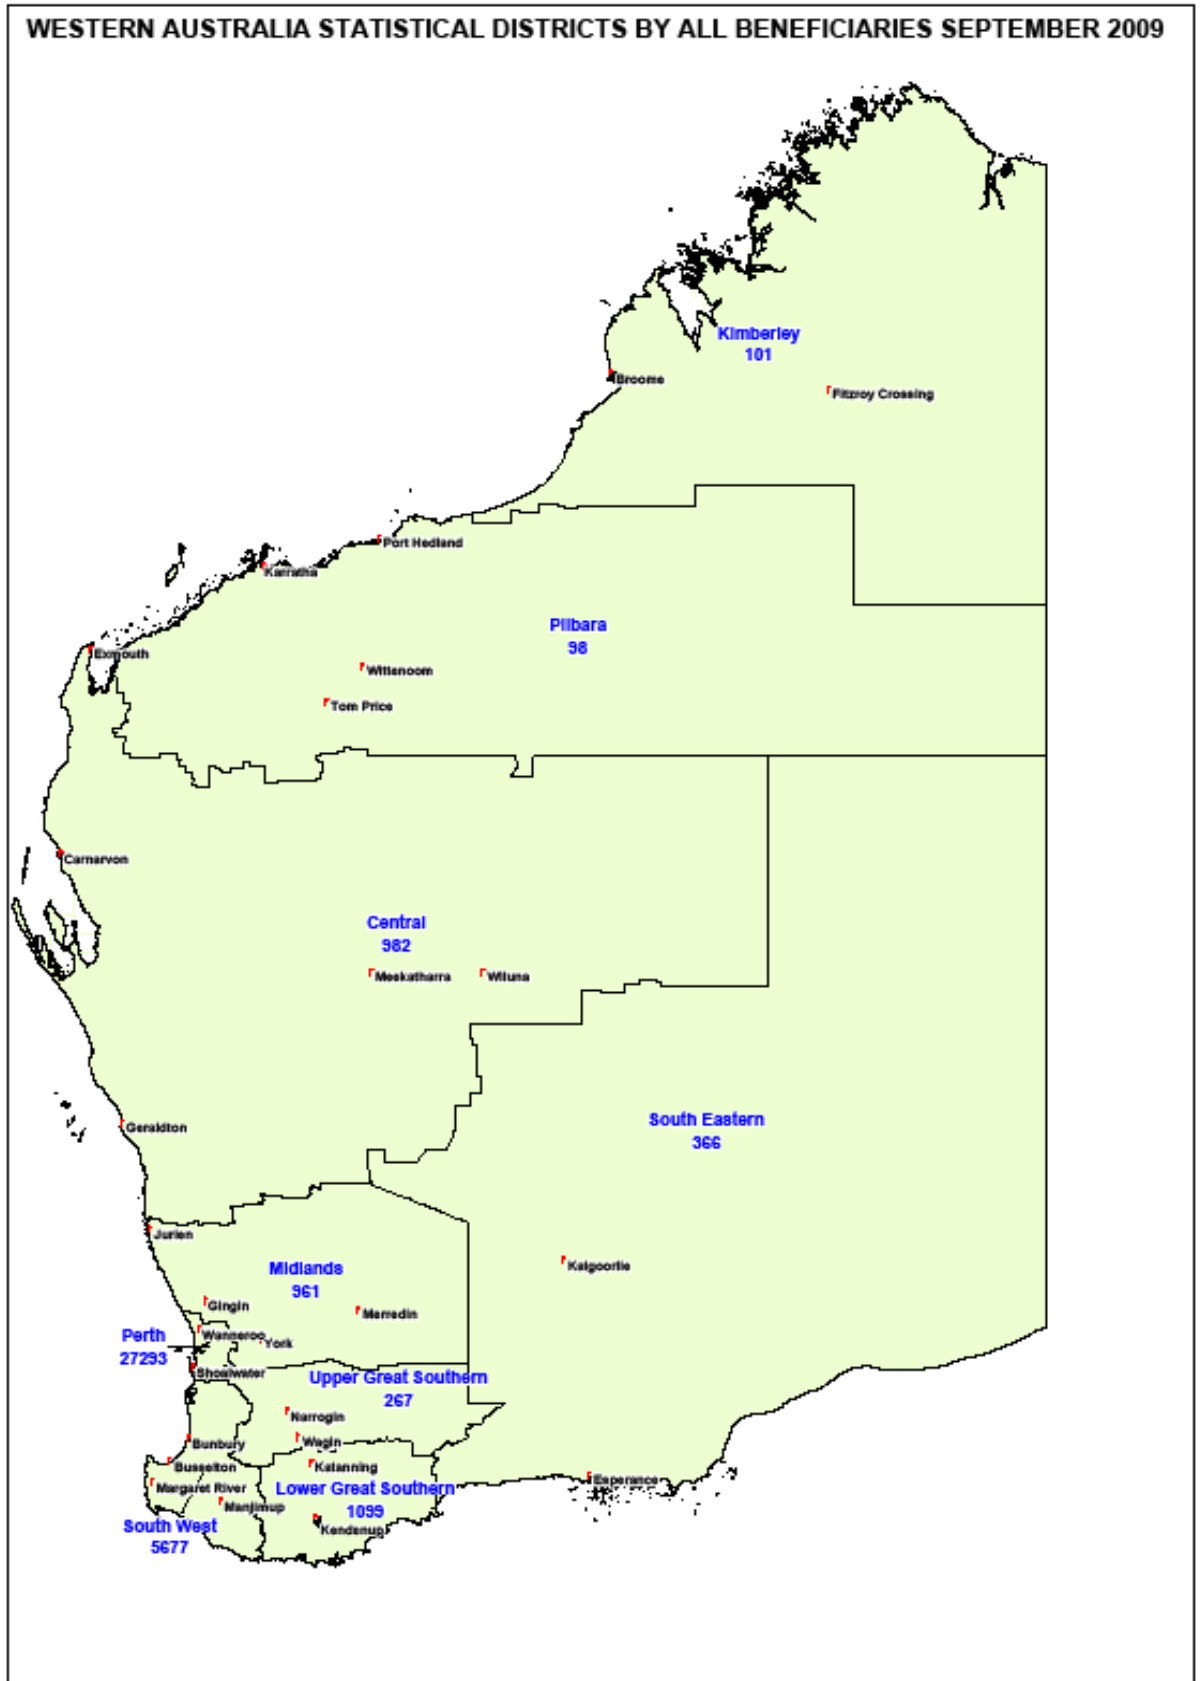 WESTERN AUSTRALIA STATISTICAL DISTRICTS BY ALL BENEFICIARIES SEPTEMBER 2009
Kimberley
101
Broome
Fitzroy Crossing
Port Hedland
Karratha
Pilbara
98
Exmouth
Wittenoom
Tom Price
Carnarvon
Central
982
Meekatharra
Wiluna
South Eastern
366
Geraldton
Jurien
Kalgoorlie
Midlands
961
Gingin
Merredin
Perth
27293
Wanneroo
York
Shoalwater
Upper Great Southern
267
Narrogin
Wagin
Bunbury
Busselton
Katanning
Margaret River
Lower Great Southern
1099
Esperance
Manjimup
South West
5677
Kendenup